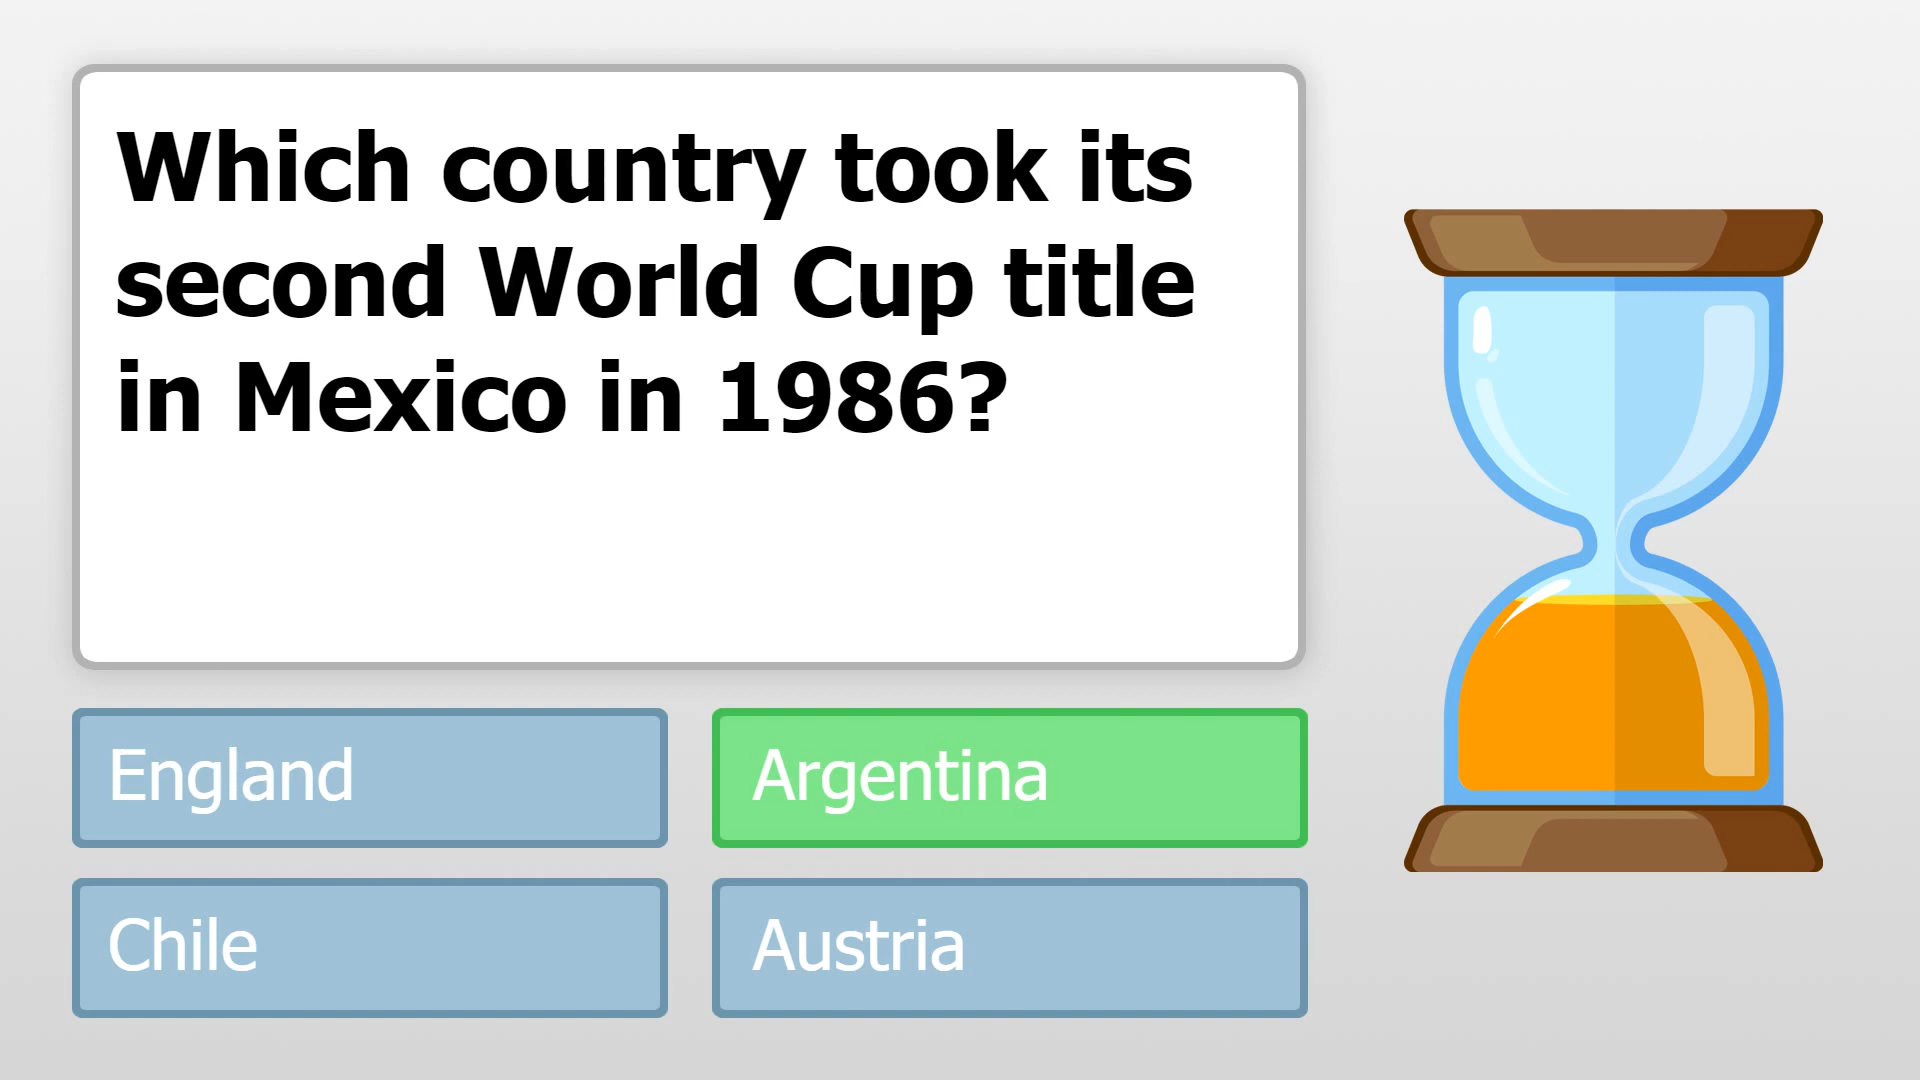 Which country took its
second World Cup title
in Mexico in 1986?
England
Argentina
Chile
Austria